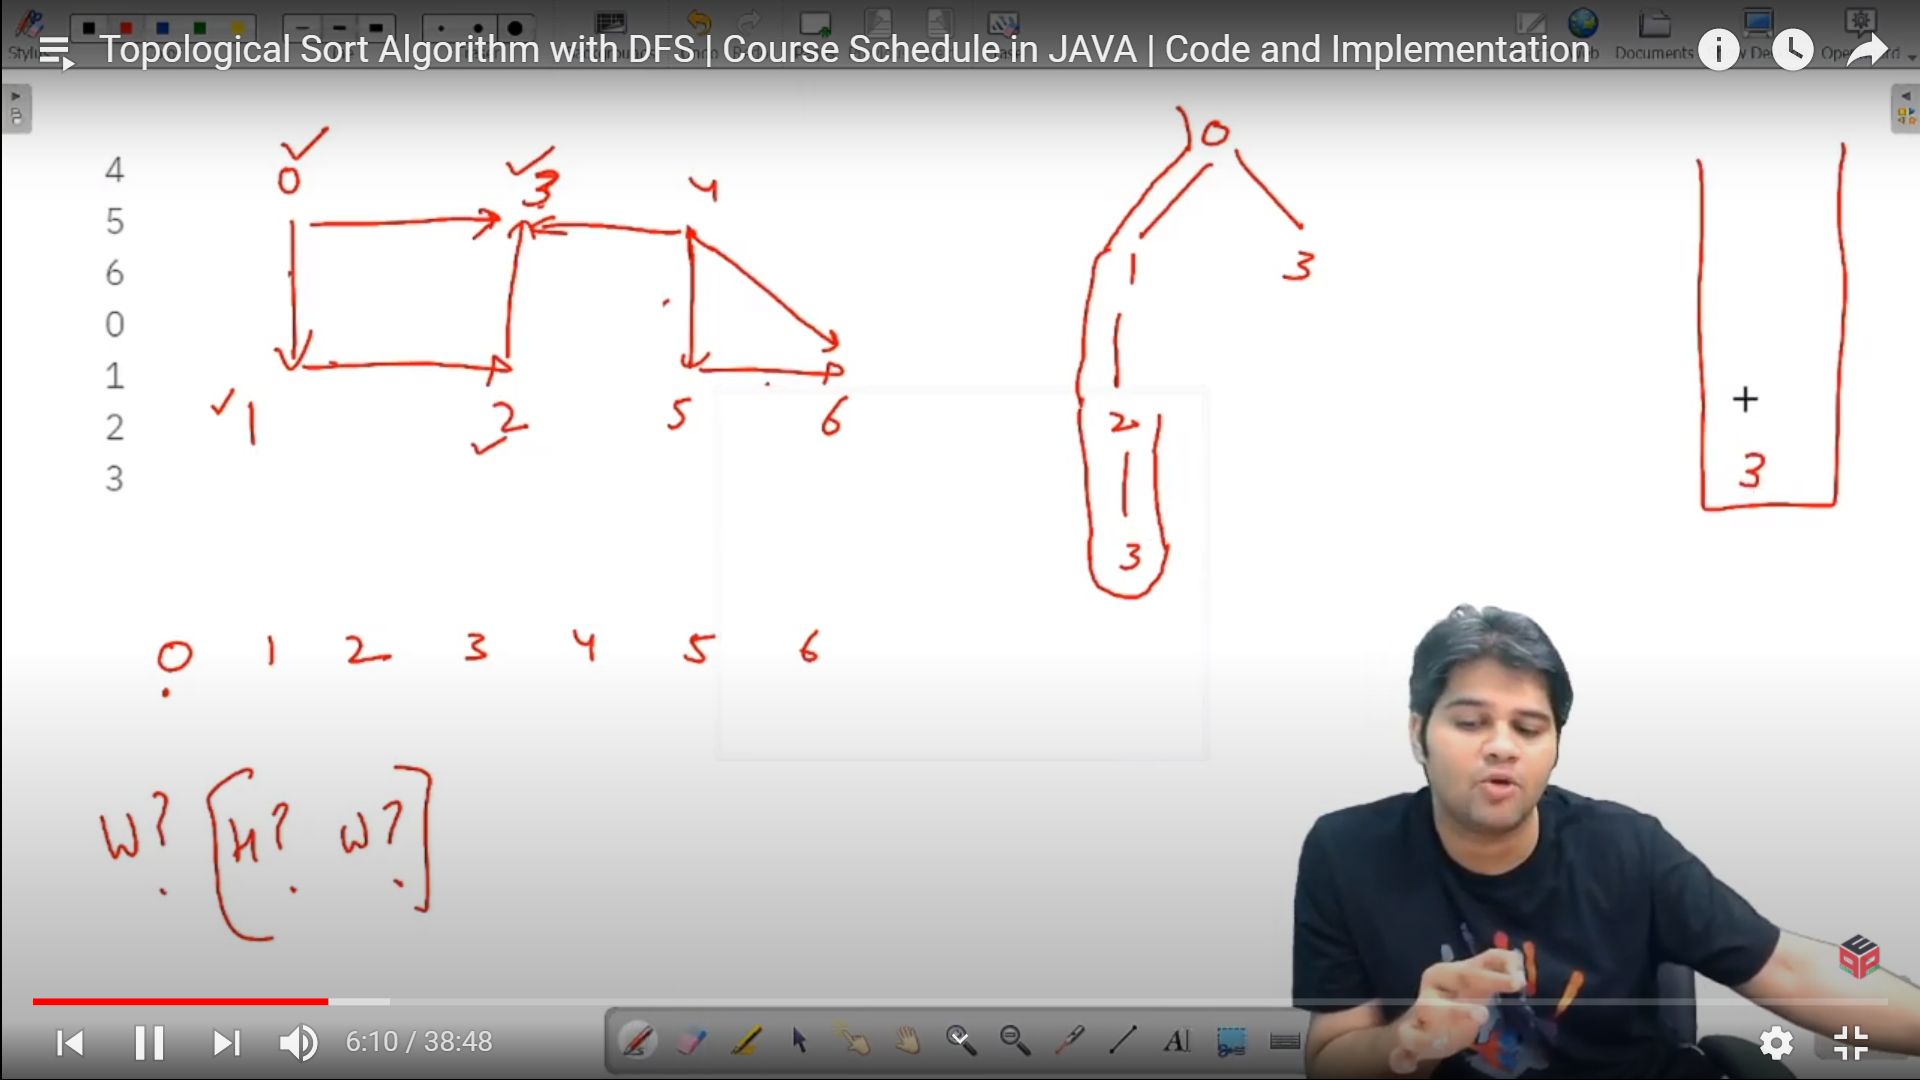 Topological Sort Algorithm with DFS | Course Schedule in JAVA | Code and Implementation
Documents
4
5
6
0
1
2
3
0 3 4
1 2 5 6
0
1 3
2
3
3
0 1 2 3 4 5 6
W? [H? W?]
6:10 / 38:48